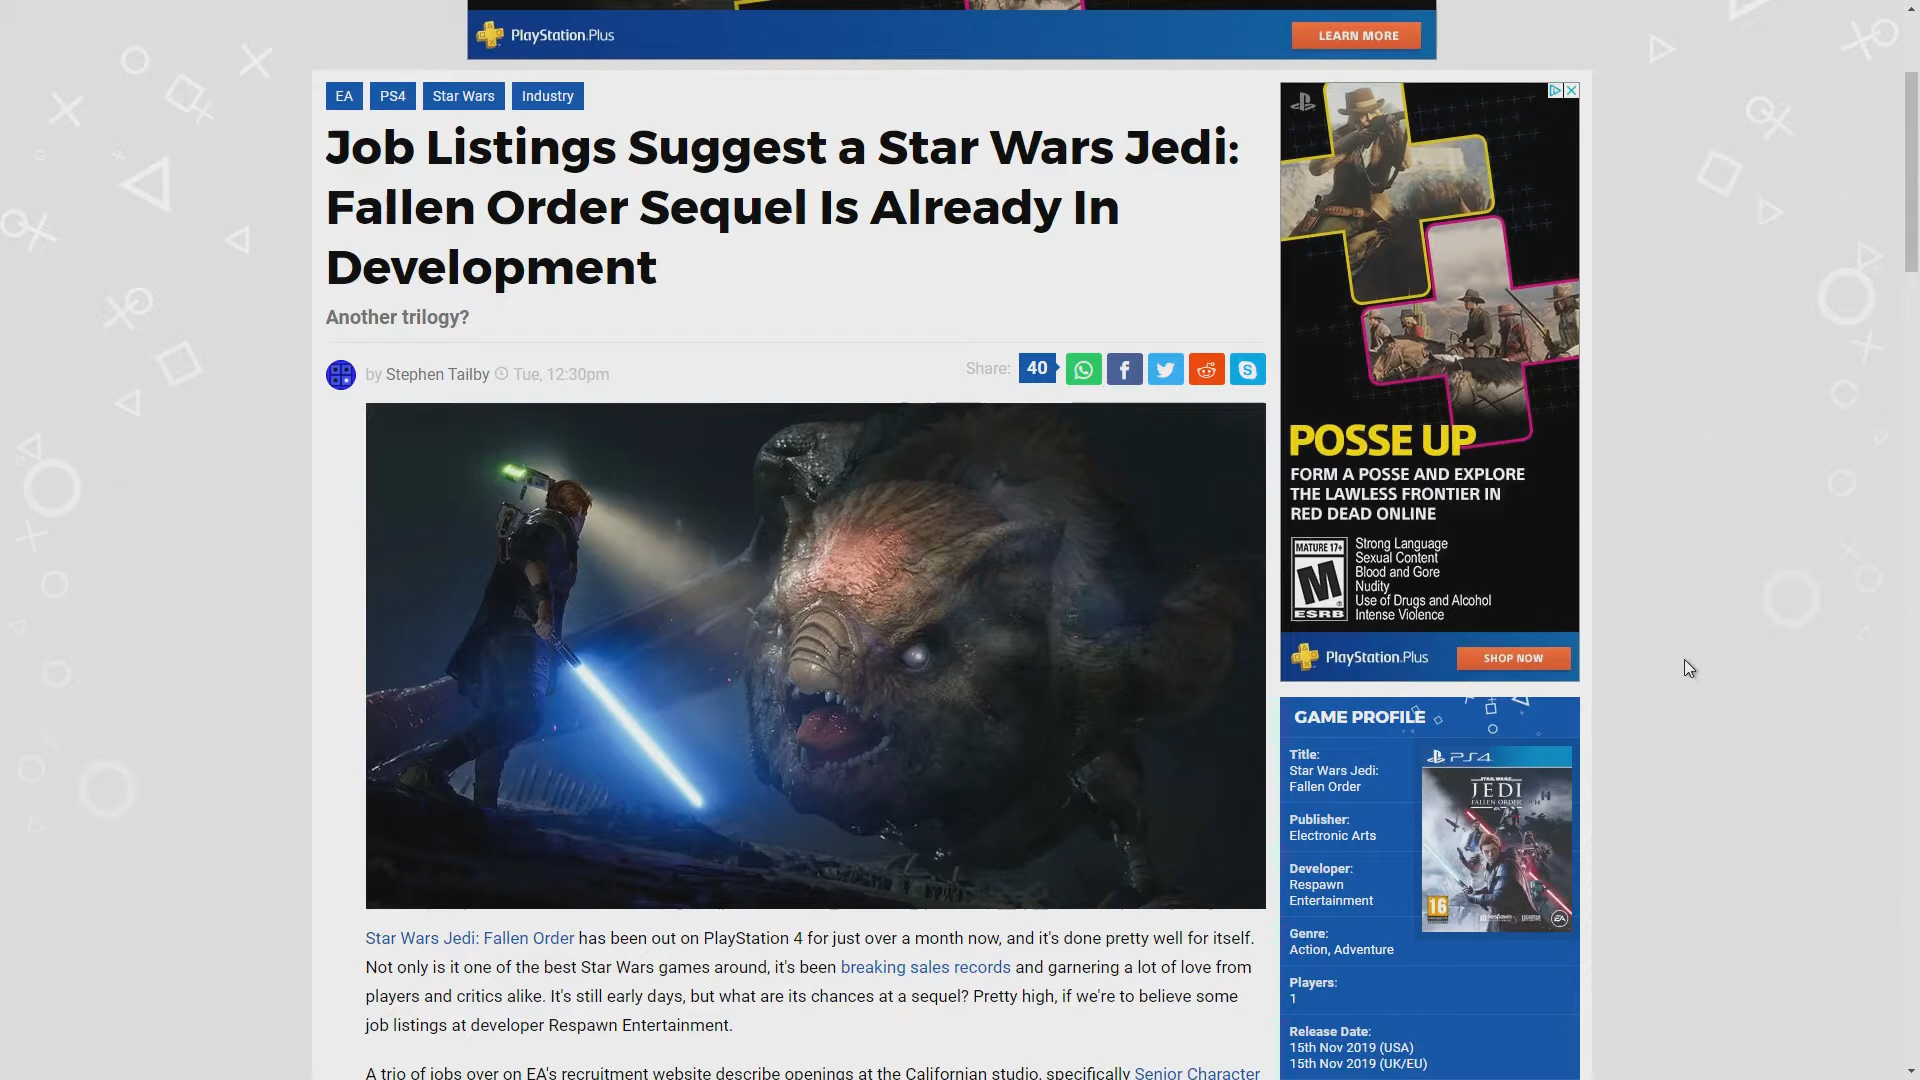 PlayStation.Plus
LEARN MORE
EA
PS4
Star Wars
Industry
Job Listings Suggest a Star Wars Jedi:
Fallen Order Sequel Is Already In
Development
Another trilogy?
by Stephen Tailby Tue, 12:30pm
Share:
40
Star Wars Jedi: Fallen Order has been out on PlayStation 4 for just over a month now, and it's done pretty well for itself.
Not only is it one of the best Star Wars games around, it's been breaking sales records and garnering a lot of love from
players and critics alike. It's still early days, but what are its chances at a sequel? Pretty high, if we're to believe some
job listings at developer Respawn Entertainment.
A trio of jobs over on EA's recruitment website describe openings at the Californian studio, specifically Senior Character
POSSE UP
FORM A POSSE AND EXPLORE
THE LAWLESS FRONTIER IN
RED DEAD ONLINE
MATURE 17+
M
ESRB
Strong Language
Sexual Content
Blood and Gore
Nudity
Use of Drugs and Alcohol
Intense Violence
PlayStation.Plus
SHOP NOW
GAME PROFILE
Title:
Star Wars Jedi:
Fallen Order
Publisher:
Electronic Arts
Developer:
Respawn
Entertainment
Genre:
Action, Adventure
Players:
1
Release Date:
15th Nov 2019 (USA)
15th Nov 2019 (UK/EU)
PS4
STAR WARS
JEDI
FALLEN ORDER
16
EA